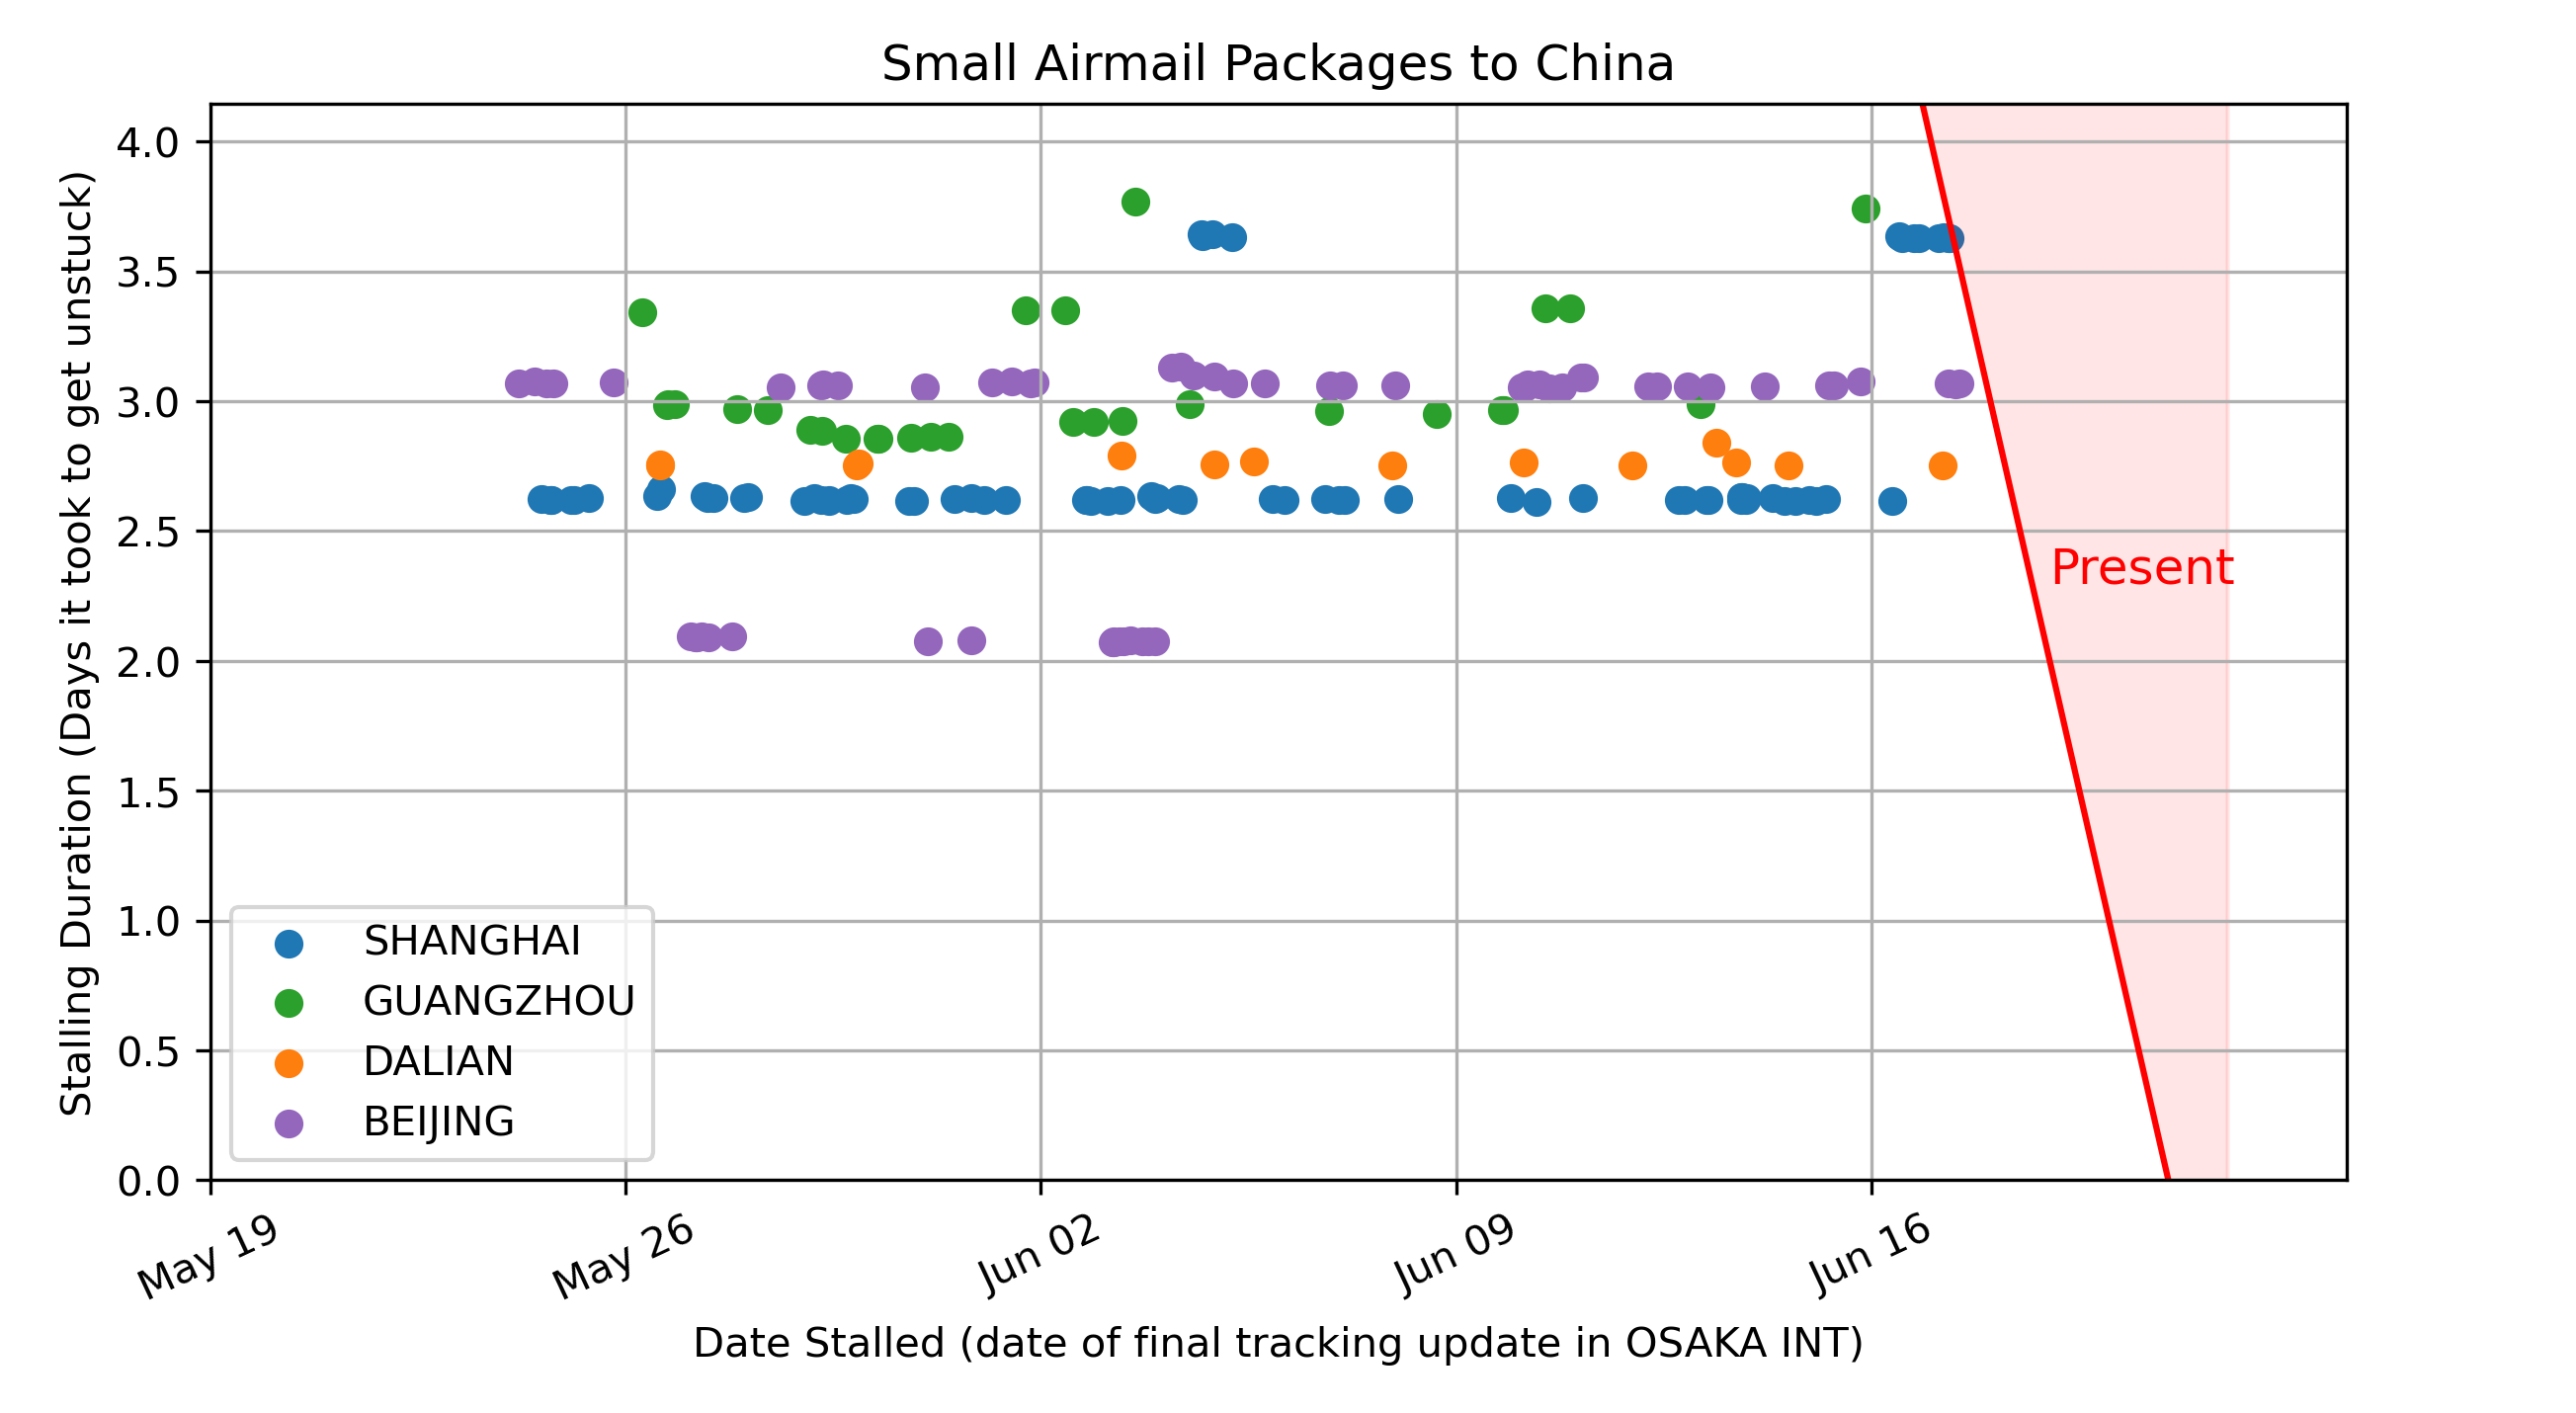 Small Airmail Packages to China
Stalling Duration (Days it took to get unstuck)
4.0
3.5
3.0
2.5
2.0
1.5
1.0
0.5
0.0
Present
SHANGHAI
GUANGZHOU
DALIAN
BEIJING
May 19
May 26
Jun 02
Jun 09
Jun 16
Date Stalled (date of final tracking update in OSAKA INT)